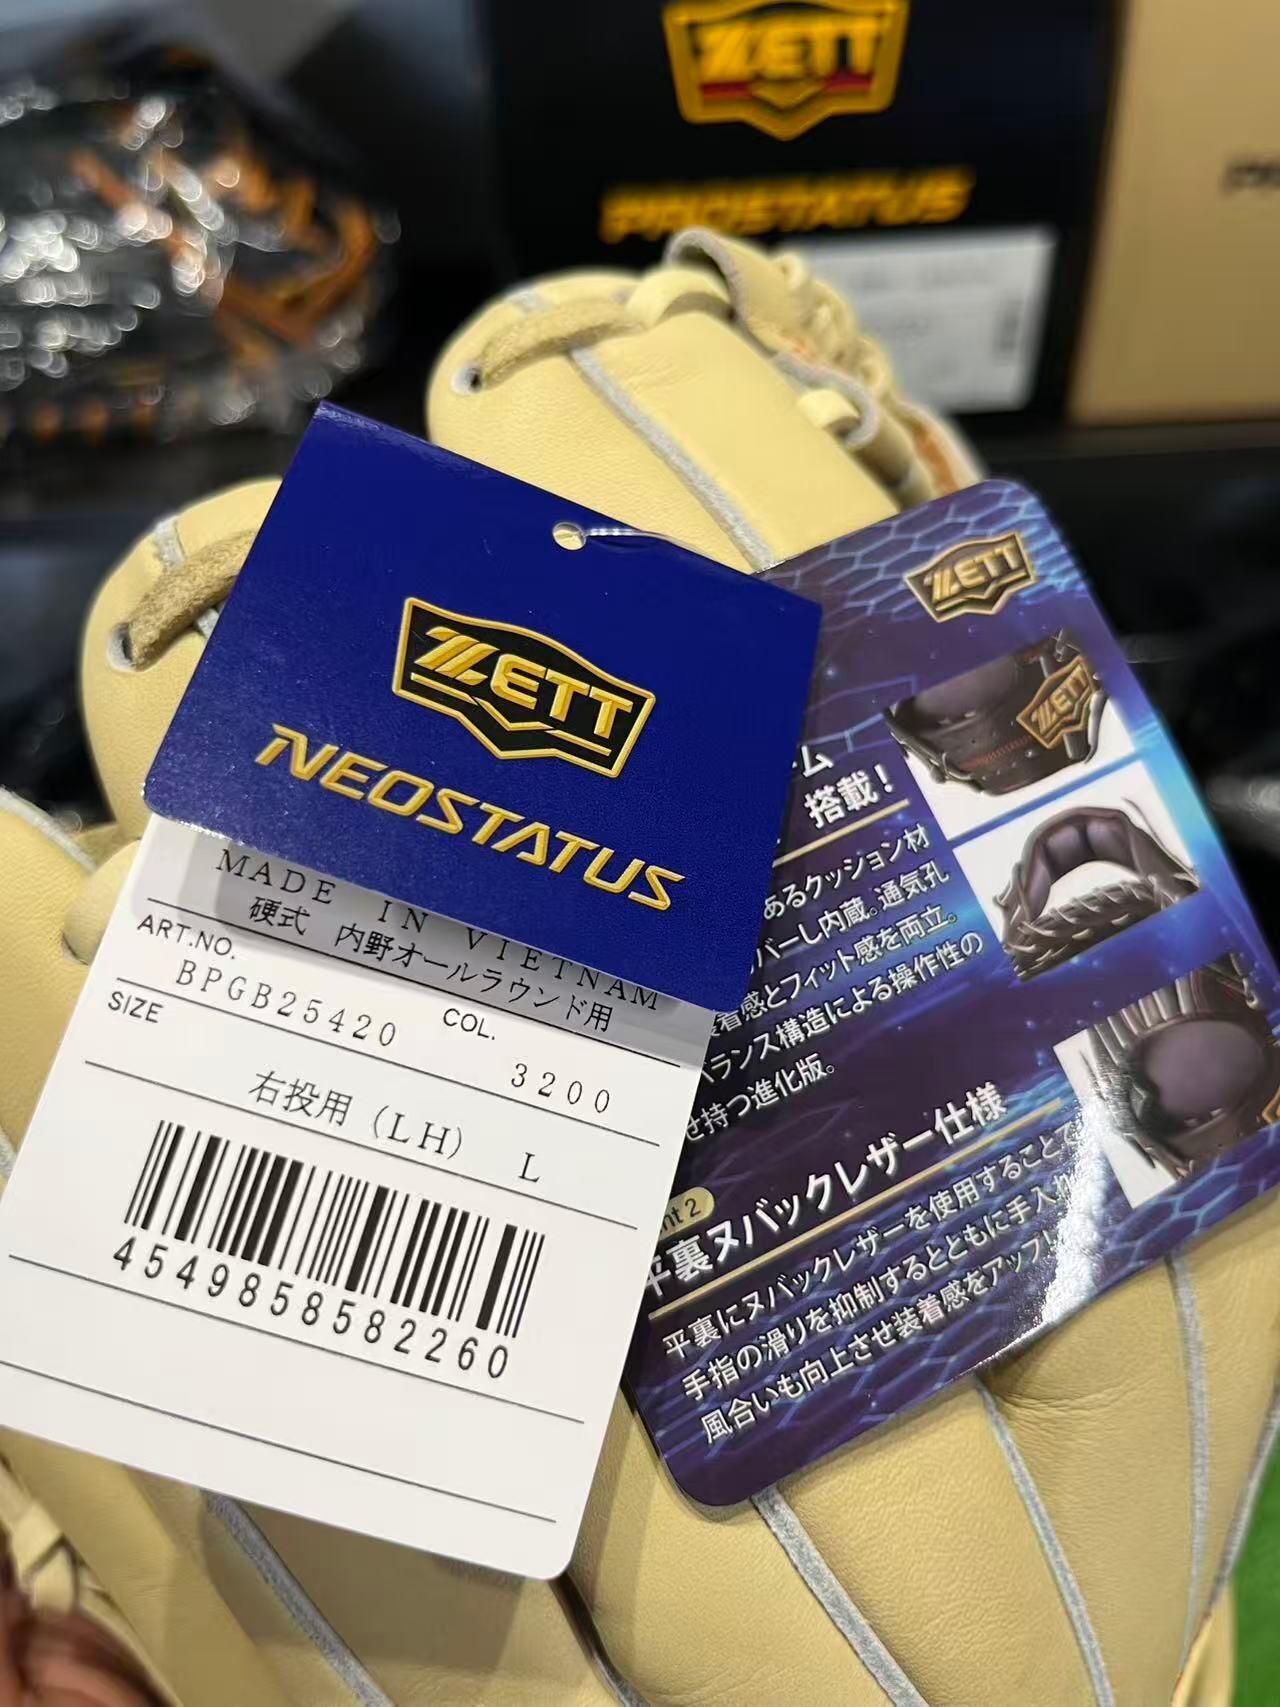 ZETT
PROSTATUS
ZETT
NEOSTATUS
MADE IN VIETNAM
硬式 内野オールラウンド用
ART.NO.
BPGB25420
COL.
3200
SIZE
右投用(LH) L
4549858582260
ZETT
ZETT
ーム
搭載!
あるクッション材
バーし内蔵。通気孔
着感とフィット感を両立。
バランス構造による操作性の
せ持つ進化版。
nt 2
平裏ヌバックレザー仕様
平裏にヌバックレザーを使用することで
手指の滑りを抑制するとともに手入れ
風合いも向上させ装着感をアップ!